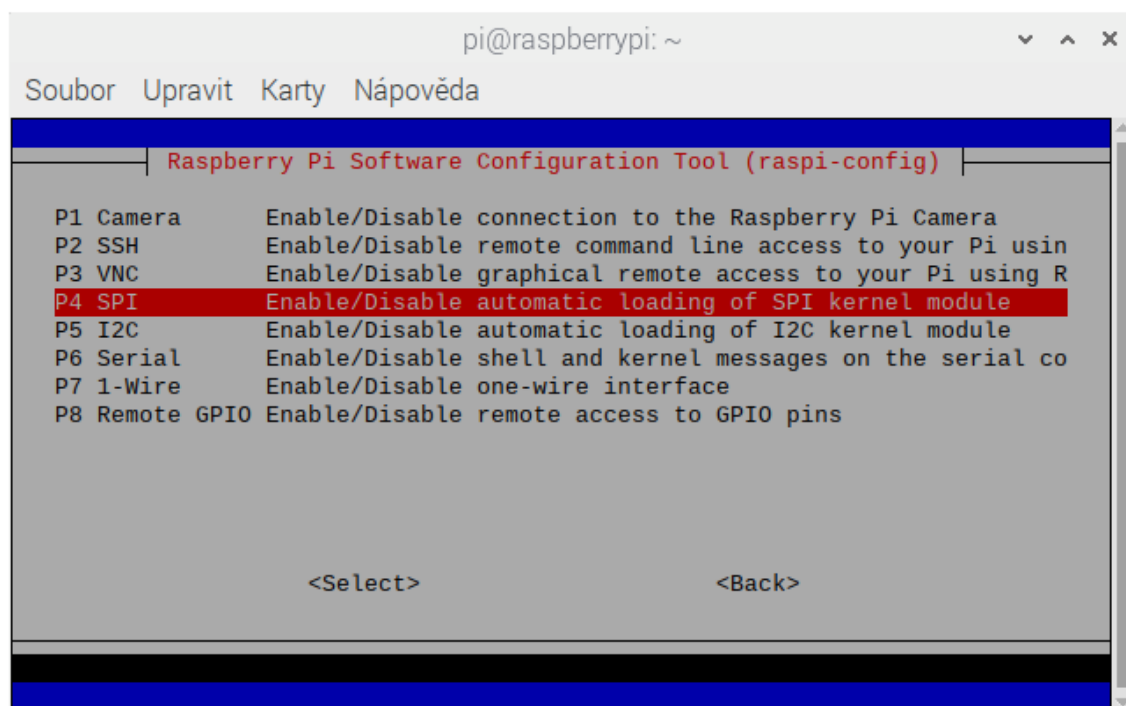 pi@raspberrypi: ~
Soubor Upravit Karty Nápověda
Raspberry Pi Software Configuration Tool (raspi-config)
P1 Camera Enable/Disable connection to the Raspberry Pi Camera
P2 SSH Enable/Disable remote command line access to your Pi usin
P3 VNC Enable/Disable graphical remote access to your Pi using R
P4 SPI Enable/Disable automatic loading of SPI kernel module
P5 I2C Enable/Disable automatic loading of I2C kernel module
P6 Serial Enable/Disable shell and kernel messages on the serial co
P7 1-Wire Enable/Disable one-wire interface
P8 Remote GPIO Enable/Disable remote access to GPIO pins
<Select> <Back>